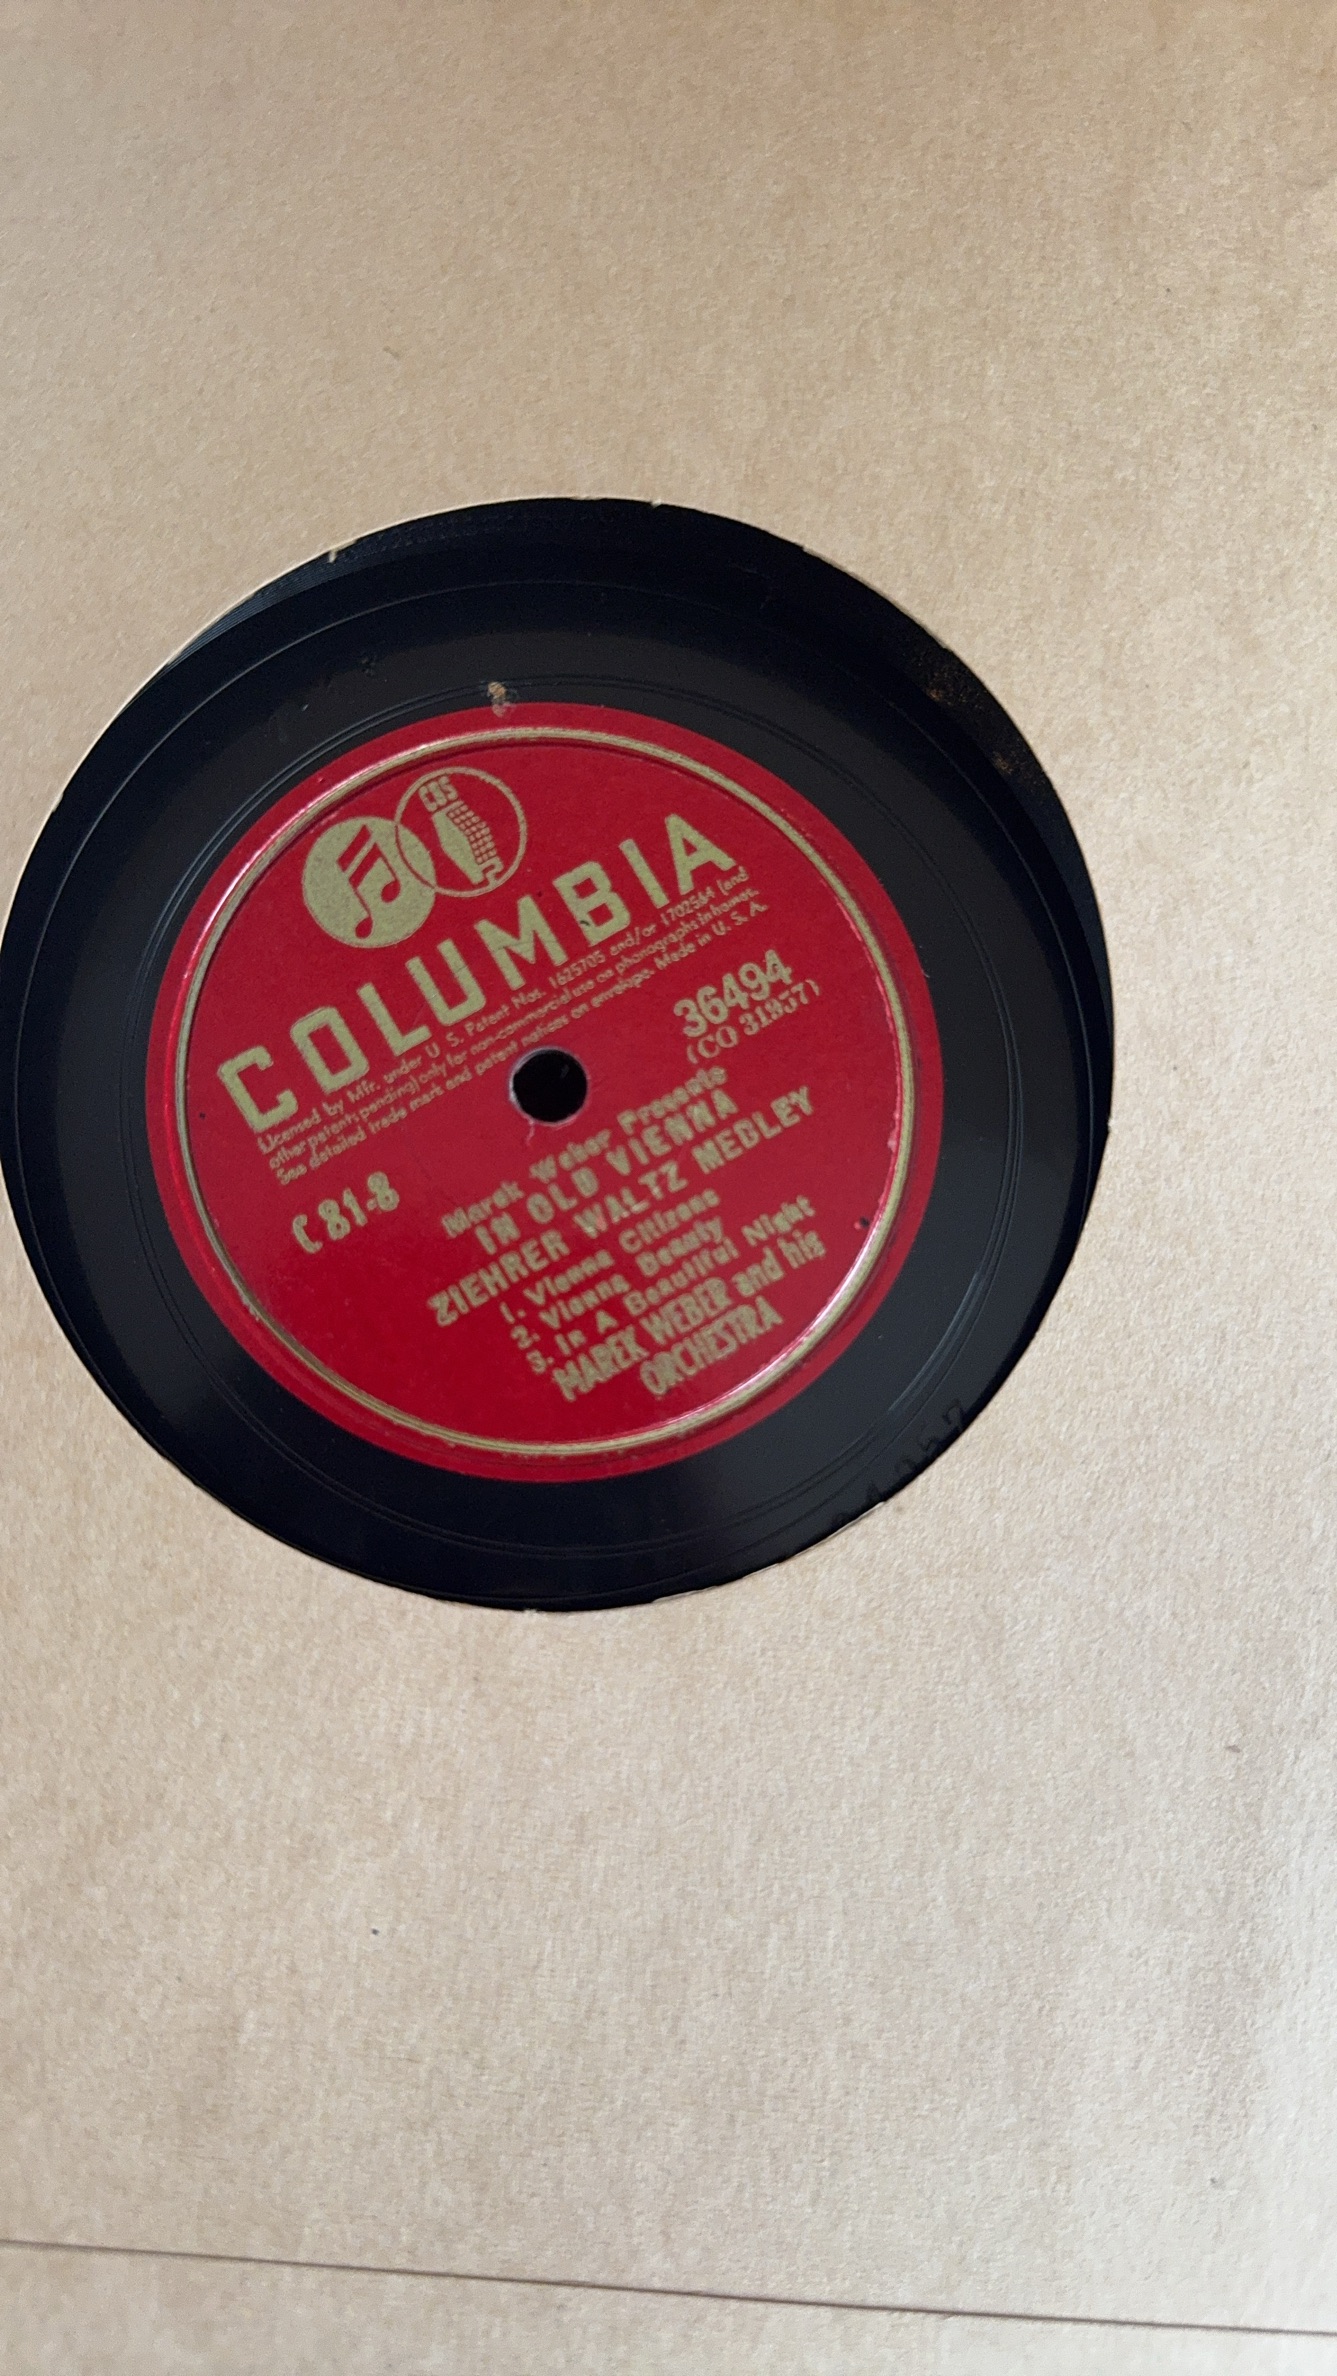 CBS
COLUMBIA
Licensed by Mfr. under U. S. Patent Nos. 1625705 and/or 1702564 (and
other patents pending) only for non-commercial use on phonographs in homes.
See detailed trade mark and patent notices on envelope. Made in U. S. A.
36494
(CO 31957)
C 81-8
Marek Weber Presents
IN OLD VIENNA
ZIEHRER WALTZ MEDLEY
1. Vienna Citizens
2. Vienna Beauty
3. In A Beautiful Night
MAREK WEBER and his
ORCHESTRA